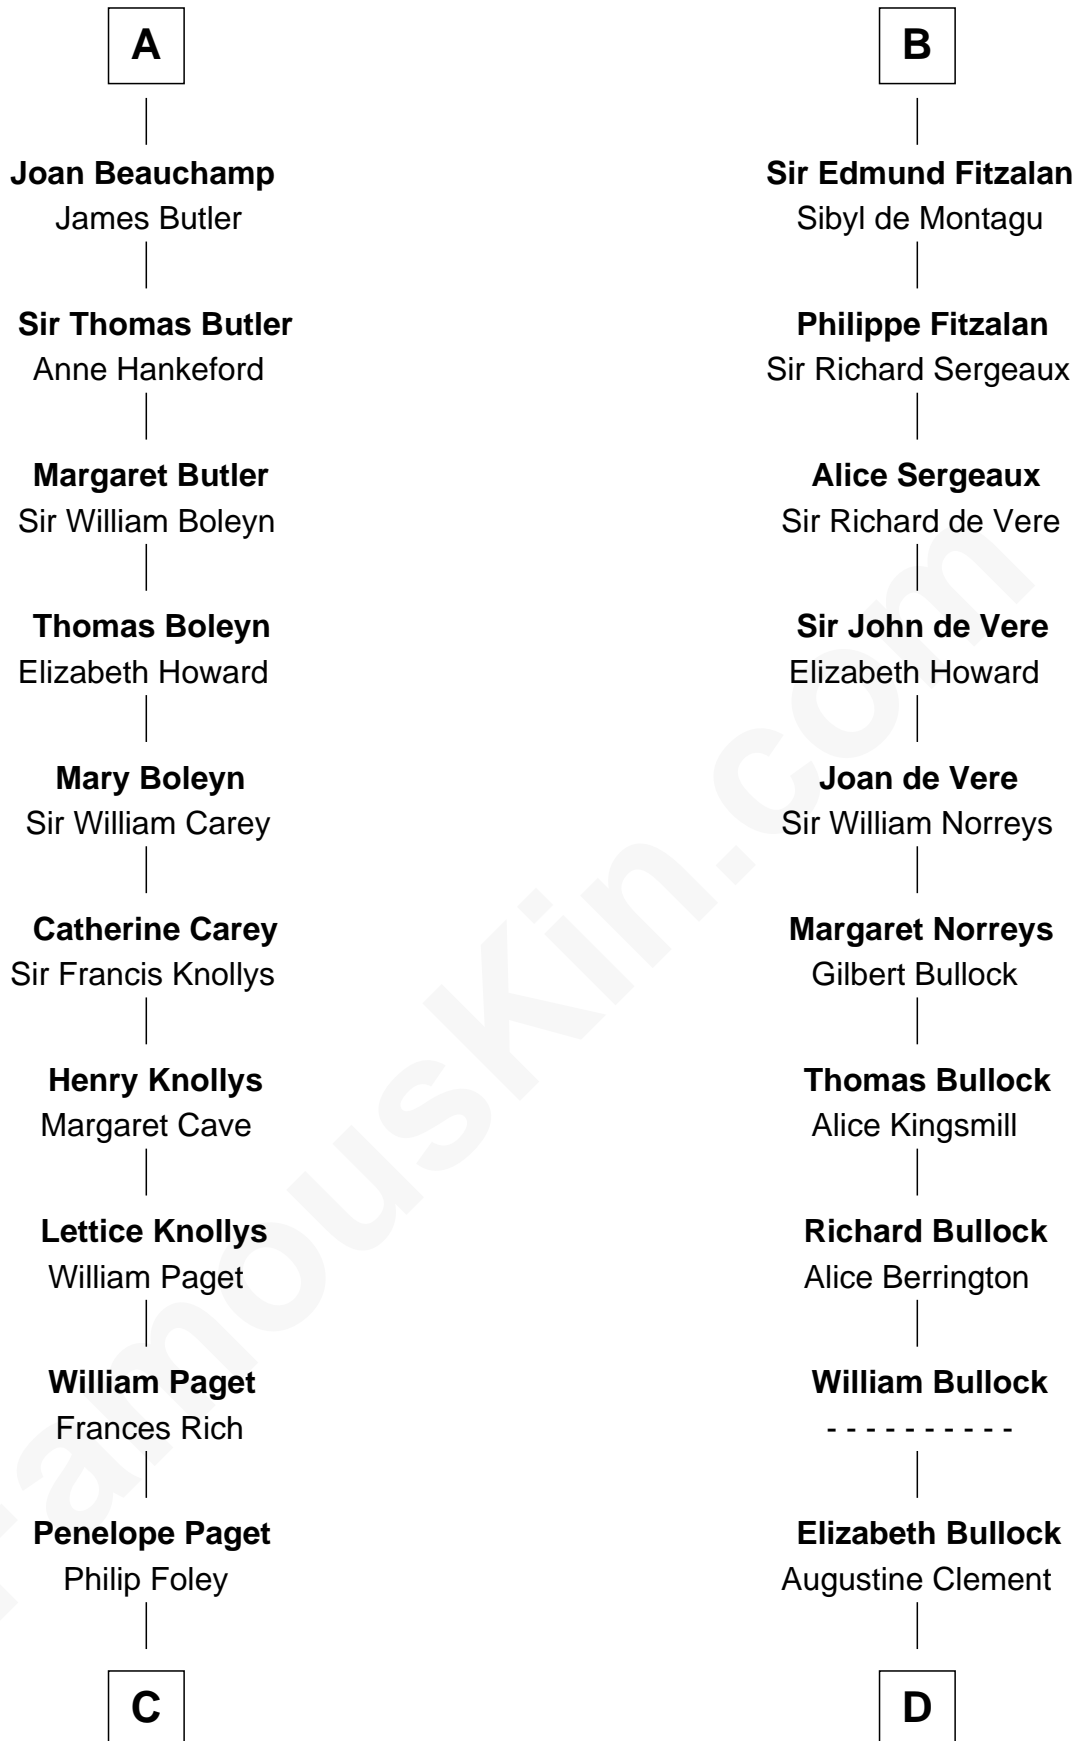 A
Joan Beauchamp
James Butler
Sir Thomas Butler
Anne Hankeford
Margaret Butler
Sir William Boleyn
Thomas Boleyn
Elizabeth Howard
Mary Boleyn
Sir William Carey
Catherine Carey
Sir Francis Knollys
Henry Knollys
Margaret Cave
Lettice Knollys
William Paget
William Paget
Frances Rich
Penelope Paget
Philip Foley
C
B
Sir Edmund Fitzalan
Sibyl de Montagu
Philippe Fitzalan
Sir Richard Sergeaux
Alice Sergeaux
Sir Richard de Vere
Sir John de Vere
Elizabeth Howard
Joan de Vere
Sir William Norreys
Margaret Norreys
Gilbert Bullock
Thomas Bullock
Alice Kingsmill
Richard Bullock
Alice Berrington
William Bullock
- - - - - - - - - -
Elizabeth Bullock
Augustine Clement
D
FamousKin.com